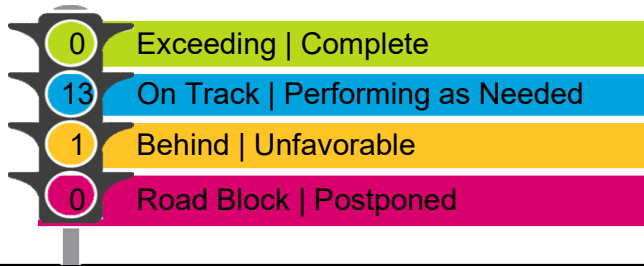 0 Exceeding | Complete
13 On Track | Performing as Needed
1 Behind | Unfavorable
0 Road Block | Postponed